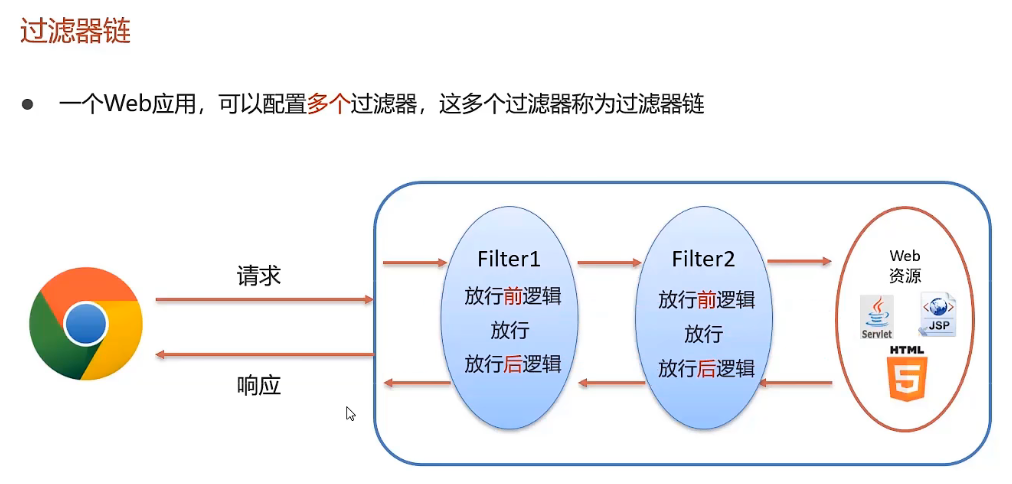 过滤器链
● 一个Web应用，可以配置多个过滤器，这多个过滤器称为过滤器链
请求
响应
Filter1
放行前逻辑
放行
放行后逻辑
Filter2
放行前逻辑
放行
放行后逻辑
Web
资源
Servlet
JSP
HTML
5